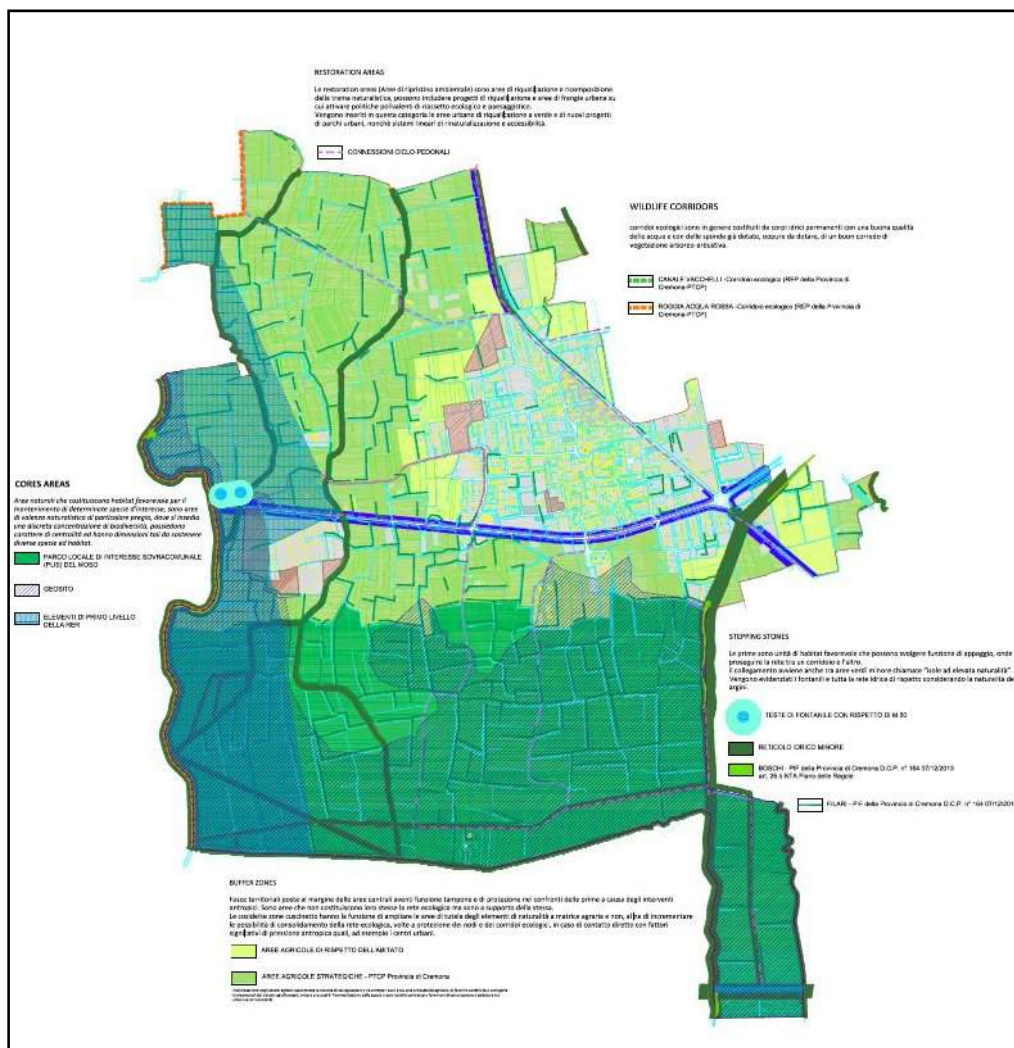 RESTORATION AREAS
Le restoration areas (Aree di ripristino ambientale) sono aree di riqualificazione e ricomposizione
della trama naturalistica, possono includere progetti di riqualificazione e aree di frangia urbana su
cui attivare politiche polivalenti di riassetto ecologico e paesaggistico.
Vengono inseriti in questa categoria le aree urbane di riqualificazione a verde e di nuovi progetti
di parchi urbani, nonchè sistemi lineari di rinaturalizzazione e accessibilità.
CONNESSIONI CICLO-PEDONALI
WILDLIFE CORRIDORS
corridoi ecologici sono in genere costituiti da corpi idrici permanenti con una buona qualità
delle acque e con delle sponde già dotate, oppure da dotare, di un buon corredo di
vegetazione arboreo-arbustiva.
CANALE VACCHELLI -Corridoio ecologico (REP della Provincia di
Cremona-PTCP)
ROGGIA ACQUA ROSSA -Corridoio ecologico (REP della Provincia di
Cremona-PTCP)
CORES AREAS
Aree naturali che costituiscono habitat favorevole per il
mantenimento di determinate specie d'interesse, sono aree
di valenza naturalistica di particolare pregio, dove si insedia
una discreta concentrazione di biodiversità, possiedono
carattere di centralità ed hanno dimensioni tali da sostenere
diverse specie ed habitat.
PARCO LOCALE DI INTERESSE SOVRACOMUNALE
(PLIS) DEL MOSO
GEOSITO
ELEMENTI DI PRIMO LIVELLO
DELLA RER
STEPPING STONES
Le prime sono unità di habitat favorevole che possono svolgere funzione di appoggio, onde
proseguire la rete tra un corridoio e l'altro.
Il collegamento avviene anche tra aree verdi minore chiamate "isole ad elevata naturalità".
Vengono evidenziati i fontanili e tutta la rete idrica di rispetto considerando la naturalità de
argini.
TESTE DI FONTANILE CON RISPETTO DI M 50
RETICOLO IDRICO MINORE
BOSCHI - PIF della Provincia di Cremona D.C.P. n° 164 07/12/2013
art. 26 s NTA Piano delle Regole
FILARI - PIF della Provincia di Cremona D.C.P. n° 164 07/12/201
BUFFER ZONES
Fasce territoriali poste al margine delle aree centrali aventi funzione tampone e di protezione nei confronti delle prime a causa degli interventi
antropici. Sono aree che non costituiscono loro stesse la rete ecologica ma sono a supporto della stessa.
Le cosidette zone cuscinetto hanno la funzione di ampliare le aree di tutela degli elementi di naturalità a matrice agraria e non, al fine di incrementare
le possibilità di consolidamento della rete ecologica, volte a protezione dei nodi e dei corridoi ecologici, in caso di contatto diretto con fattori
significativi di pressione antropica quali, ad esempio i centri urbani.
AREE AGRICOLE DI RISPETTO DELL'ABITATO
AREE AGRICOLE STRATEGICHE - PTCP Provincia di Cremona